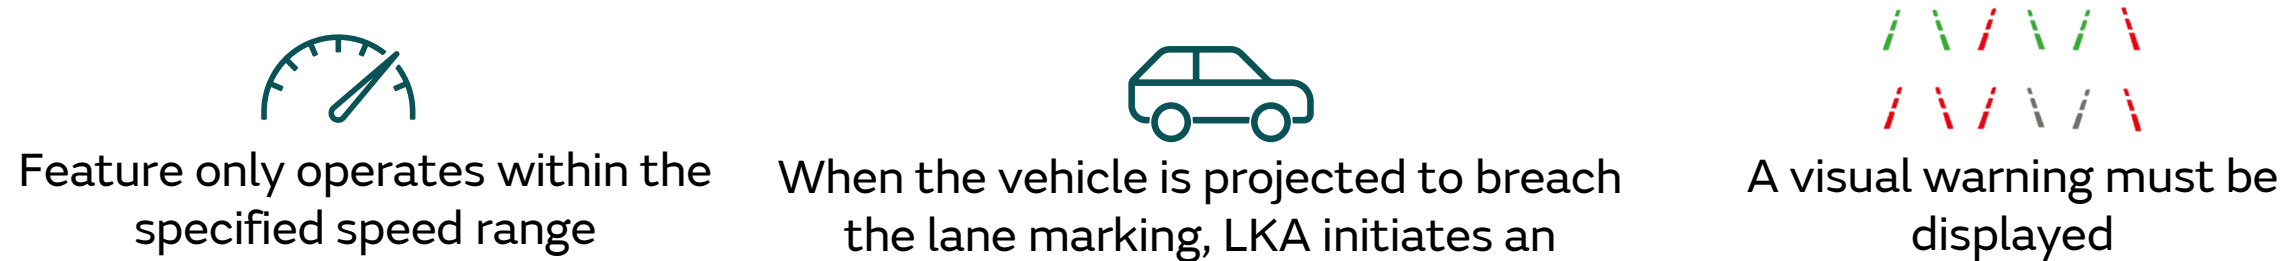 Feature only operates within the
specified speed range
When the vehicle is projected to breach
the lane marking, LKA initiates an
A visual warning must be
displayed